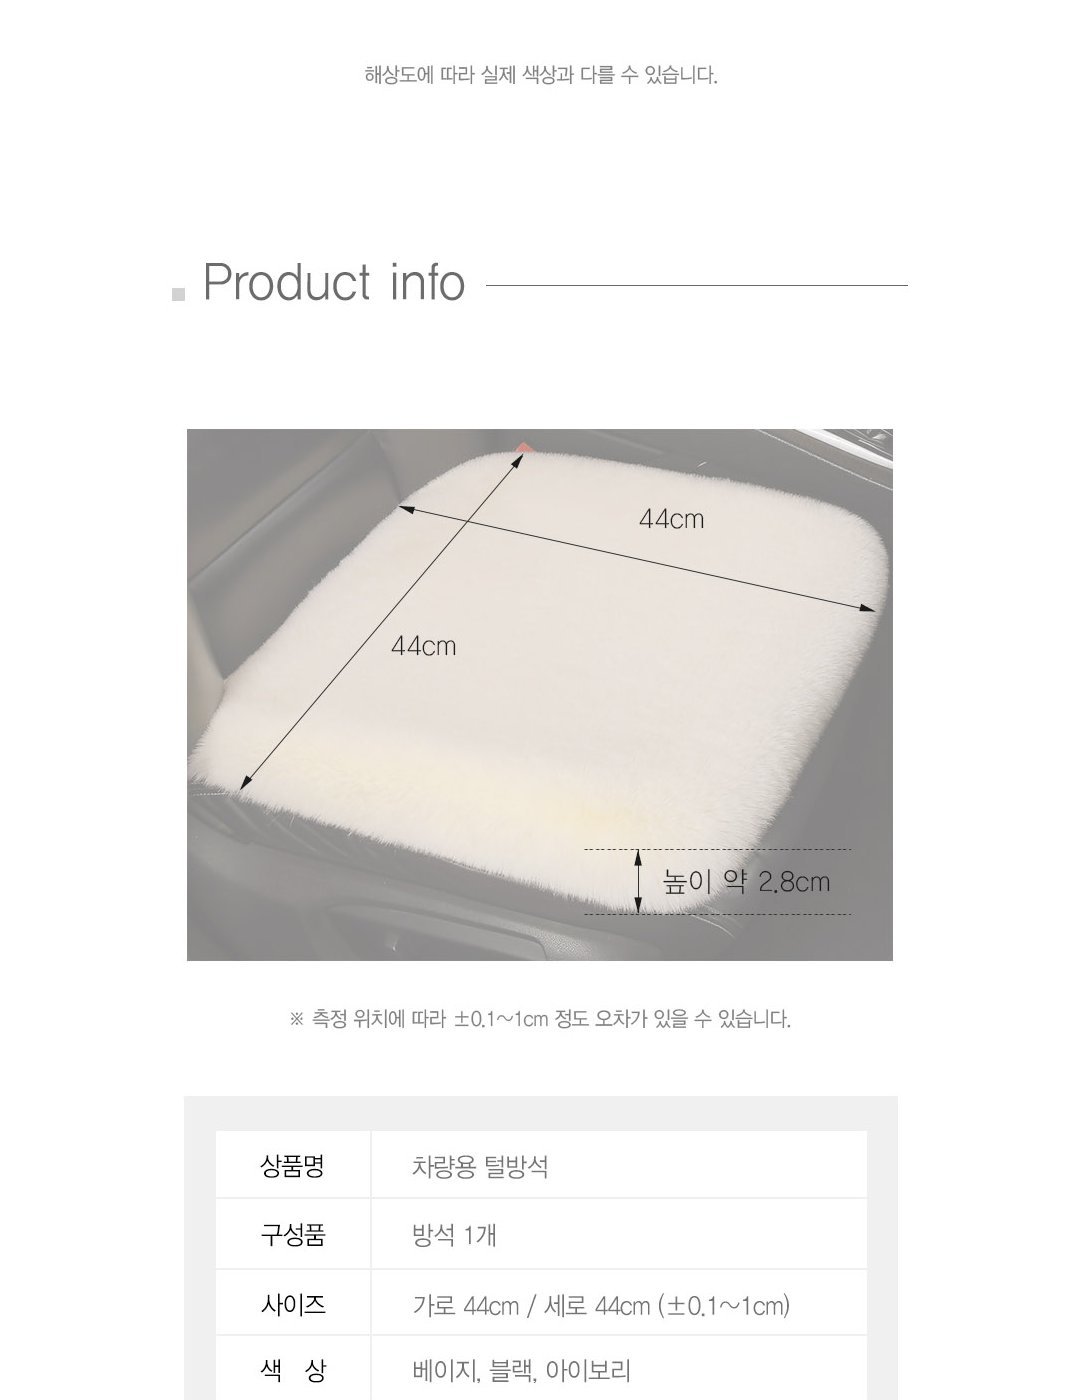 해상도에 따라 실제 색상과 다를 수 있습니다.
Product info
44cm
44cm
높이 약 2.8cm
※ 측정 위치에 따라 ±0.1~1cm 정도 오차가 있을 수 있습니다.
상품명 차량용 털방석
구성품 방석 1개
사이즈 가로 44cm / 세로 44cm (±0.1~1cm)
색 상 베이지, 블랙, 아이보리